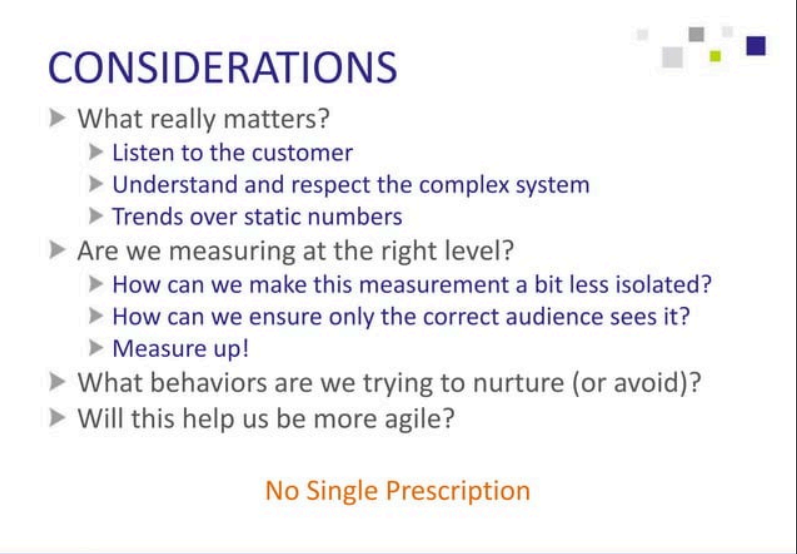 CONSIDERATIONS
What really matters?
Listen to the customer
Understand and respect the complex system
Trends over static numbers
Are we measuring at the right level?
How can we make this measurement a bit less isolated?
How can we ensure only the correct audience sees it?
Measure up!
What behaviors are we trying to nurture (or avoid)?
Will this help us be more agile?
No Single Prescription